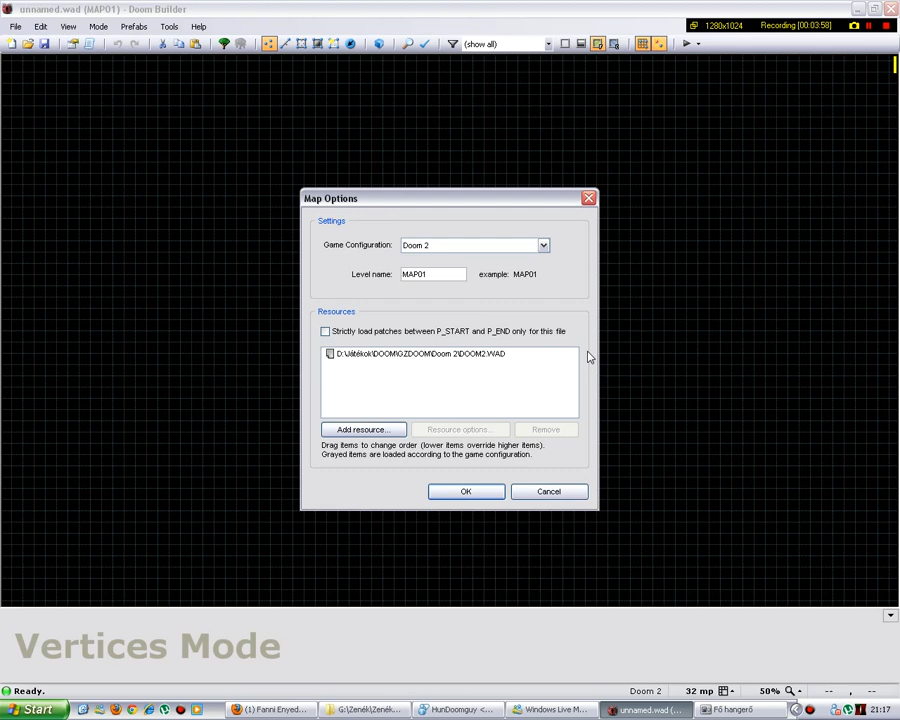 unnamed.wad (MAP01) - Doom Builder
File Edit View Mode Prefabs Tools Help
1280x1024 Recording [00:03:58]
(show all)
Map Options
Settings
Game Configuration: Doom 2
Level name: MAP01 example: MAP01
Resources
Strictly load patches between P_START and P_END only for this file
D:\Játékok\DOOM\GZDOOM\Doom 2\DOOM2.WAD
Add resource... Resource options... Remove
Drag items to change order (lower items override higher items).
Grayed items are loaded according to the game configuration.
OK Cancel
Vertices Mode
Ready. Doom 2 32 mp 50% -- , --
Start (1) Fanni Enyed... G:\Zenék\Zenék... HunDoomguy <... Windows Live M... unnamed.wad (... Fő hangerő 21:17